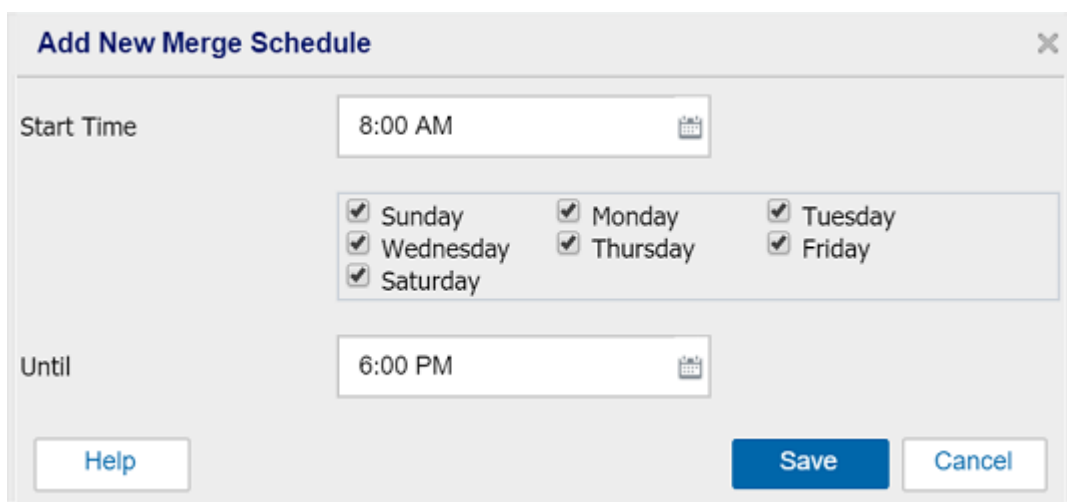 Add New Merge Schedule
Start Time
8:00 AM
Sunday Monday Tuesday
Wednesday Thursday Friday
Saturday
Until
6:00 PM
Help Save Cancel